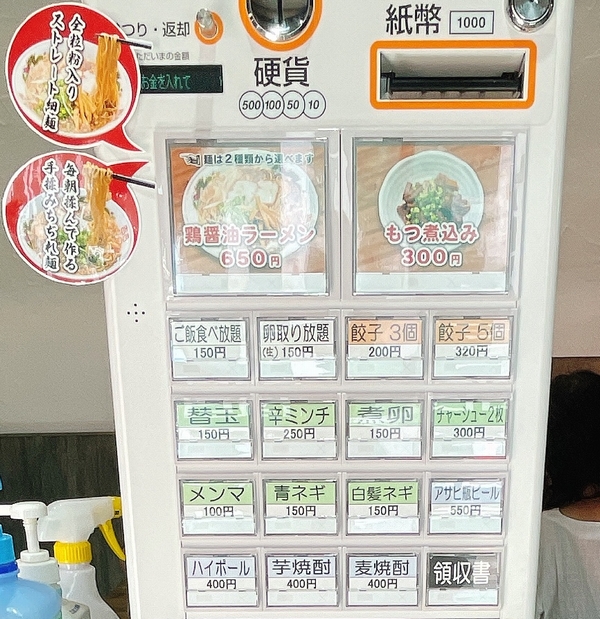 全粒粉入り
ストレート細麺
毎朝揉んで作る
手揉みちぢれ麺
つり・返却
ただいまの金額
お金を入れて
硬貨
500 100 50 10
紙幣 1000
麺は2種類から選べます
鶏醤油ラーメン
650円
もつ煮込み
300円
ご飯食べ放題
150円
卵取り放題
(生)150円
餃子 3個
200円
餃子 5個
320円
替玉
150円
辛ミンチ
250円
煮卵
150円
チャーシュー2枚
300円
メンマ
100円
青ネギ
150円
白髪ネギ
150円
アサヒ瓶ビール
550円
ハイボール
400円
芋焼酎
400円
麦焼酎
400円
領収書